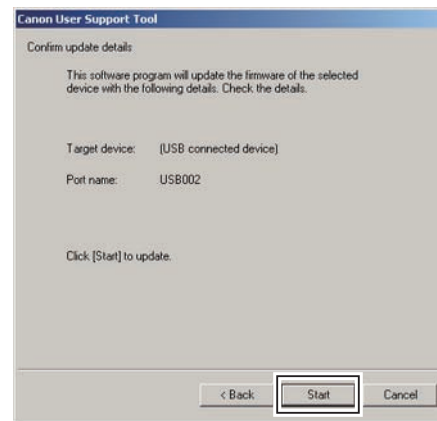 Canon User Support Tool
Confirm update details
This software program will update the firmware of the selected
device with the following details. Check the details.
Target device: (USB connected device)
Port name: USB002
Click [Start] to update.
< Back Start Cancel